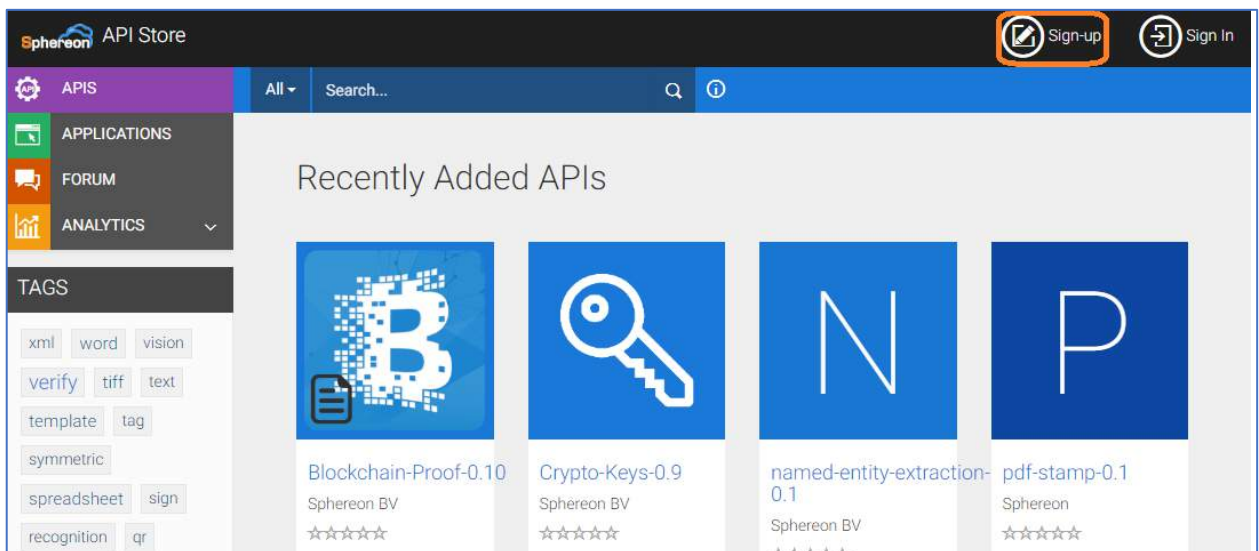 Sphereon API Store
Sign-up
Sign In
APIS
All
Search...
APPLICATIONS
FORUM
ANALYTICS
TAGS
xml word vision
verify tiff text
template tag
symmetric
spreadsheet sign
recognition qr
Recently Added APIs
B
N
P
Blockchain-Proof-0.10
Sphereon BV
Crypto-Keys-0.9
Sphereon BV
named-entity-extraction-
0.1
Sphereon BV
pdf-stamp-0.1
Sphereon